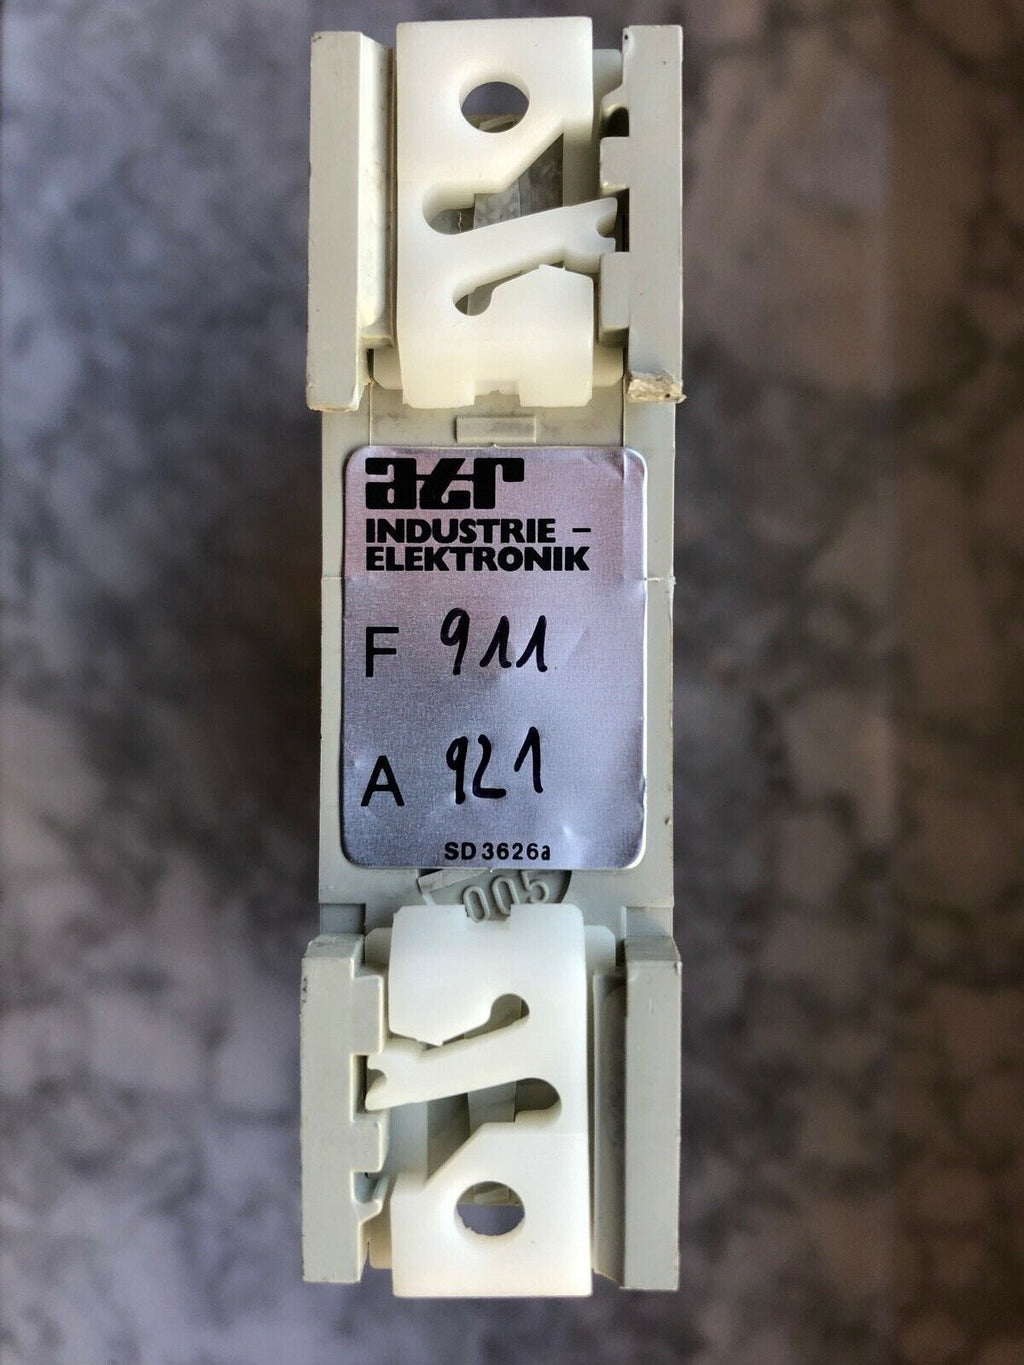 atr
INDUSTRIE –
ELEKTRONIK
F 911
A 921
SD 3626a
005